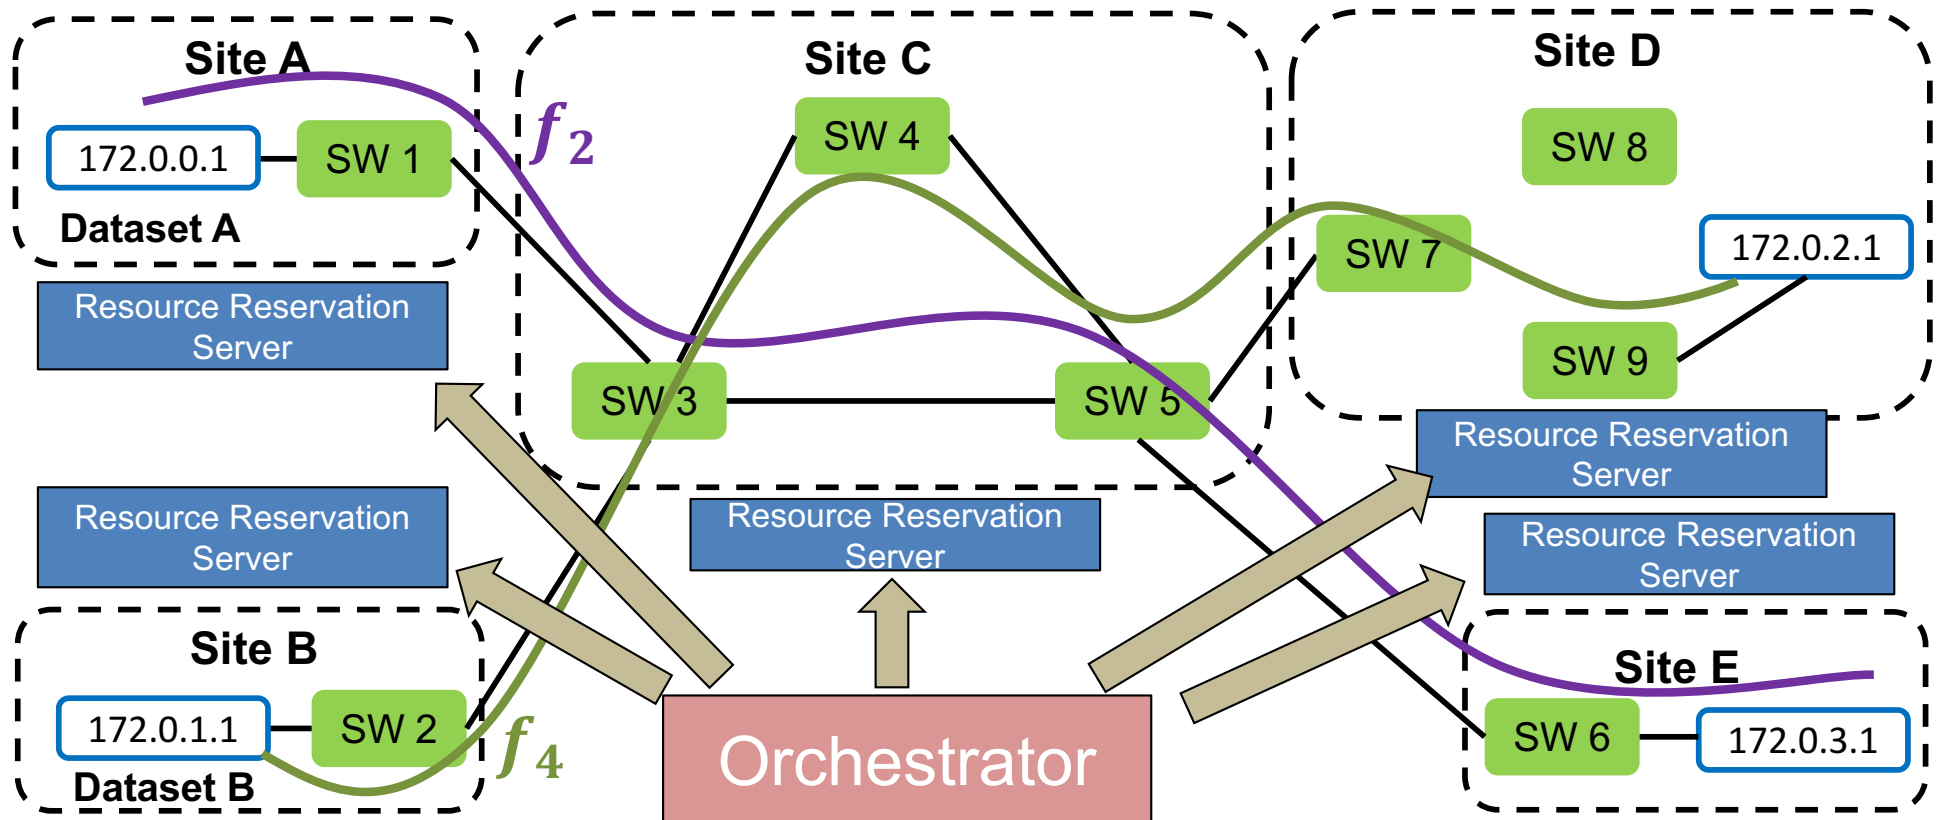 Site A
172.0.0.1
SW 1
Dataset A
Resource Reservation
Server
Resource Reservation
Server
Site B
172.0.1.1
SW 2
Dataset B
f2
f4
Site C
SW 4
SW 3
SW 5
Resource Reservation
Server
Orchestrator
Site D
SW 8
SW 7
172.0.2.1
SW 9
Resource Reservation
Server
Resource Reservation
Server
Site E
SW 6
172.0.3.1